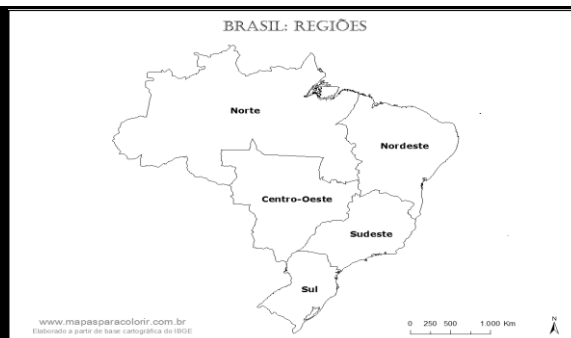 BRASIL: REGIÕES
Norte
Nordeste
Centro-Oeste
Sudeste
Sul
www.mapasparacolorir.com.br
Elaborado a partir de base cartográfica do IBGE
0 250 500 1.000 Km
N